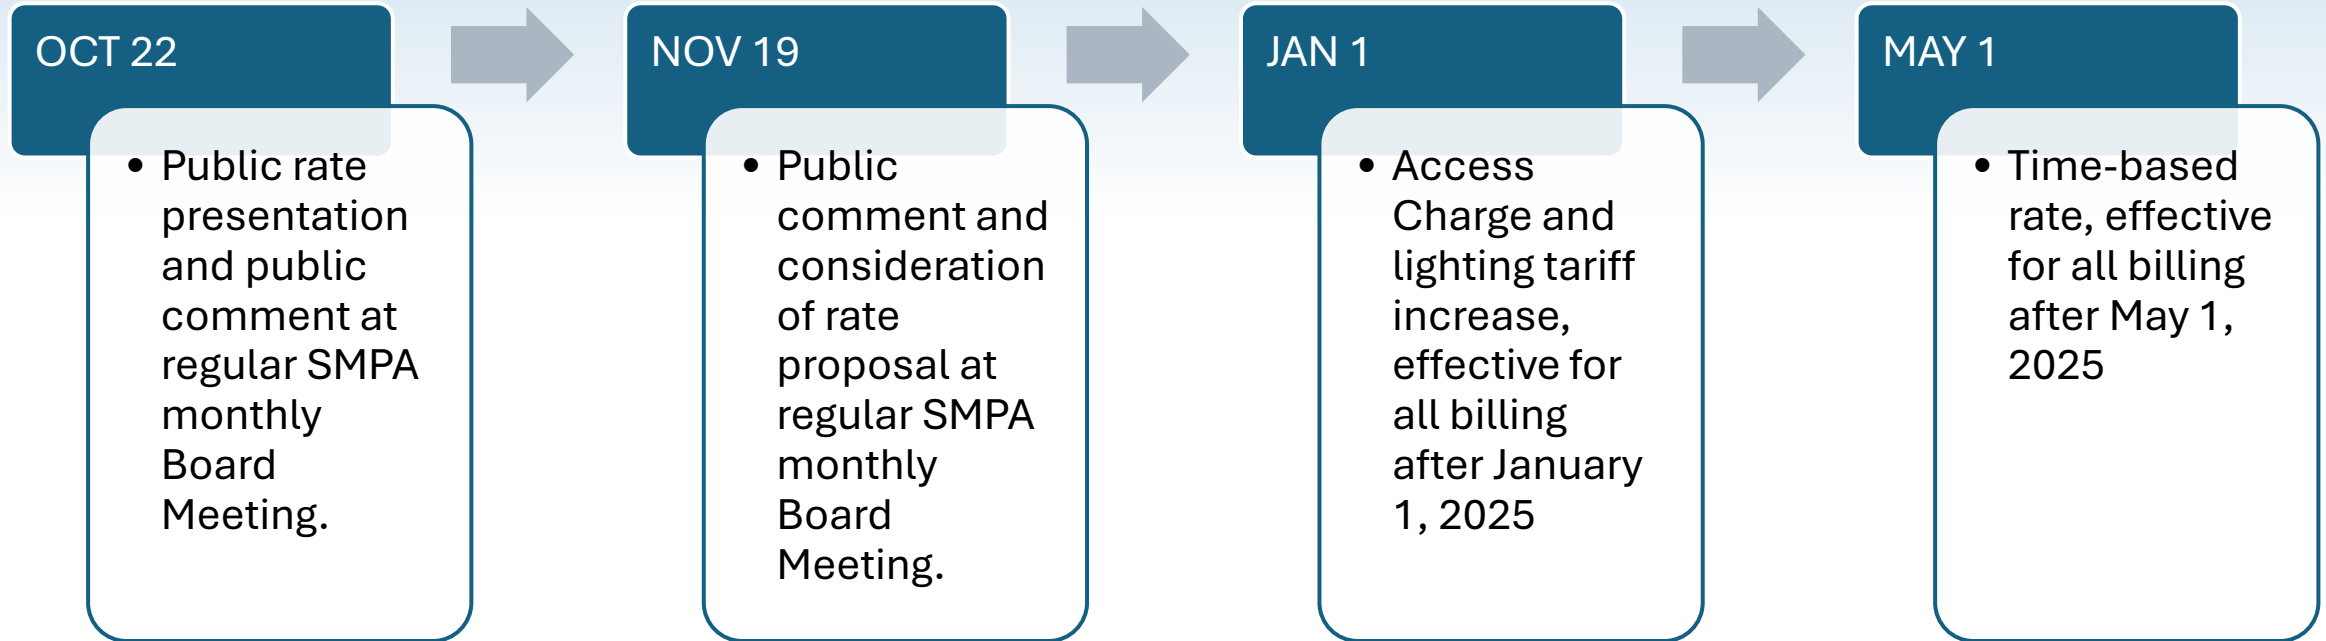 OCT 22
• Public rate
presentation
and public
comment at
regular SMPA
monthly
Board
Meeting.
NOV 19
• Public
comment and
consideration
of rate
proposal at
regular SMPA
monthly
Board
Meeting.
JAN 1
• Access
Charge and
lighting tariff
increase,
effective for
all billing
after January
1, 2025
MAY 1
• Time-based
rate, effective
for all billing
after May 1,
2025